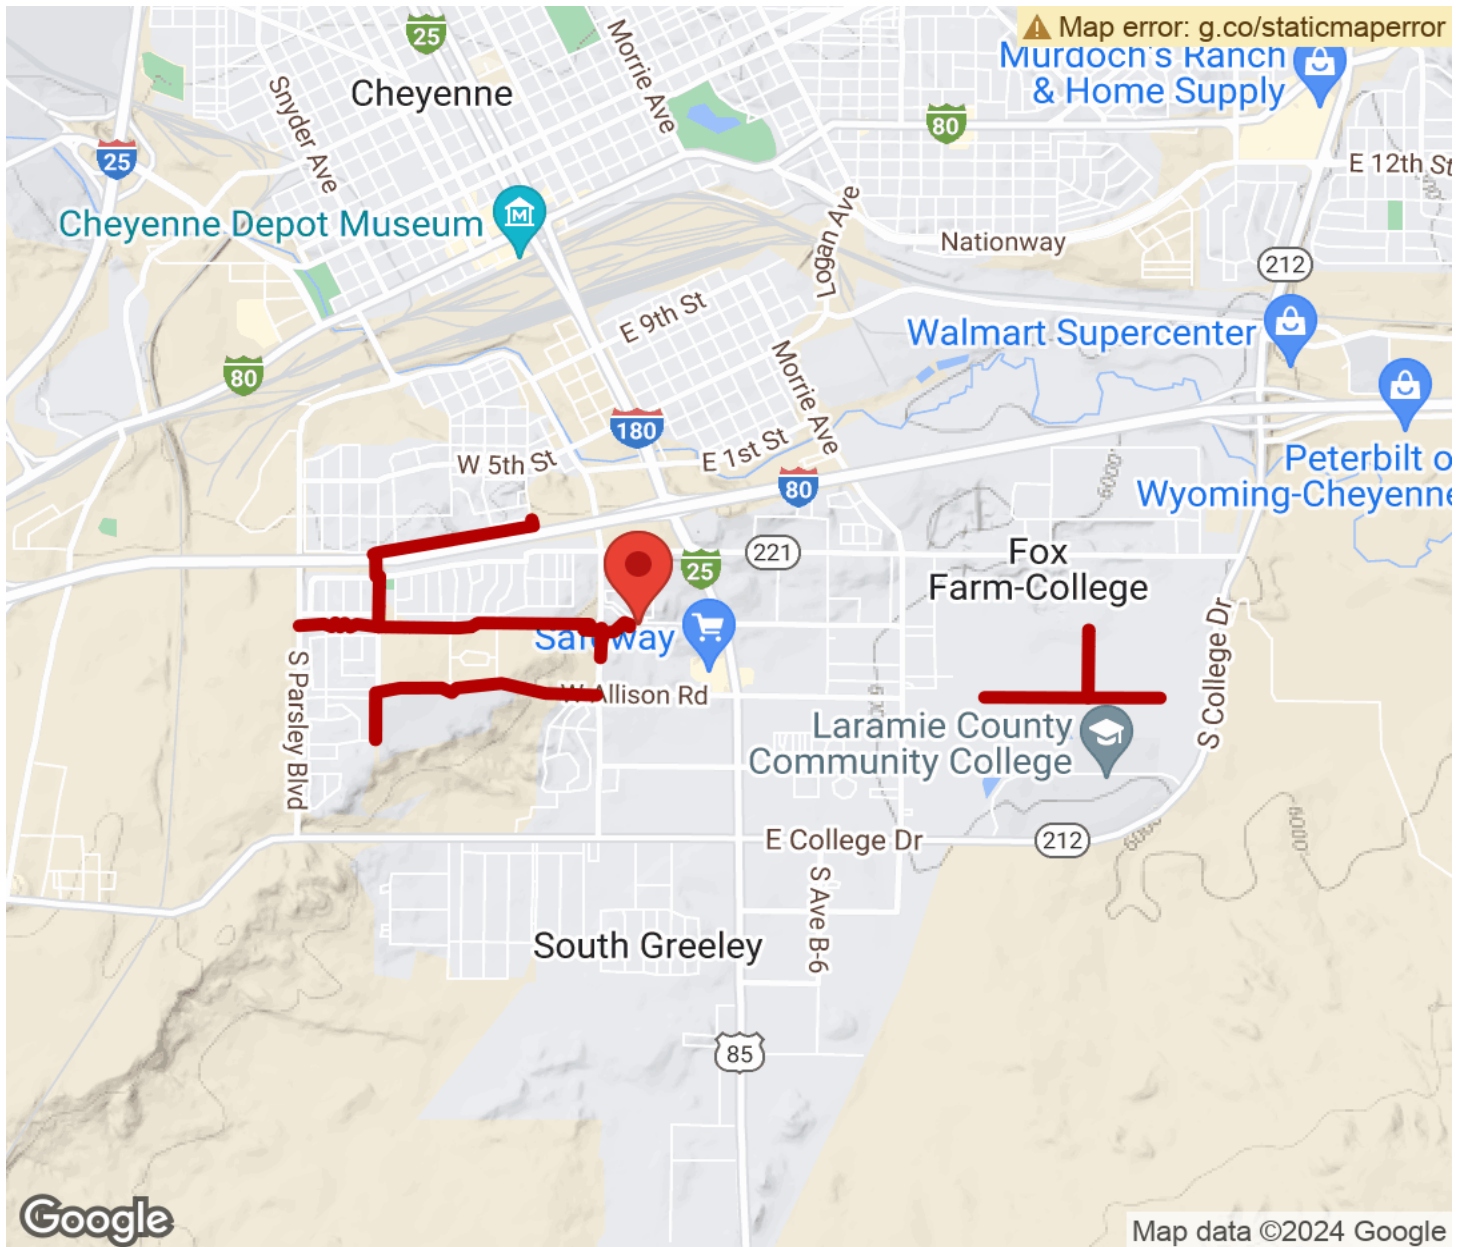 Map error: g.co/staticmaperror
25
Morrie Ave
Murdoch's Ranch
& Home Supply
Cheyenne
Snyder Ave
80
25
E 12th St
Cheyenne Depot Museum
M
Logan Ave
Nationway
212
E 9th St
Walmart Supercenter
80
Morrie Ave
180
W 5th St
E 1st St
80
6000
Peterbilt o
Wyoming-Cheyenne
221
25
Fox
Farm-College
Safeway
S College Dr
S Parsley Blvd
W Allison Rd
Laramie County
Community College
E College Dr
212
6000
6000'
S Ave B-6
South Greeley
85
Google
Map data ©2024 Google